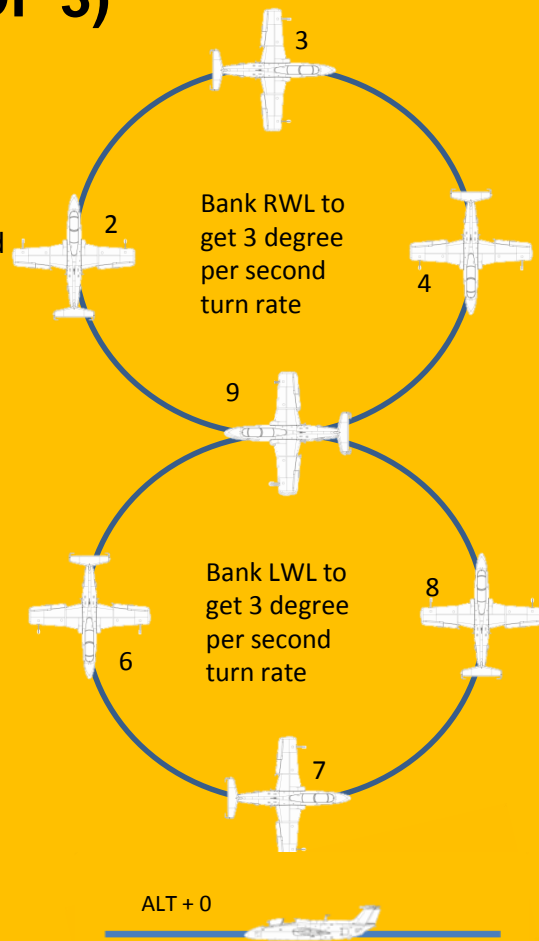 3)
3
2
Bank RWL to
get 3 degree
per second
turn rate
4
9
Bank LWL to
get 3 degree
per second
turn rate
8
6
7
ALT + 0